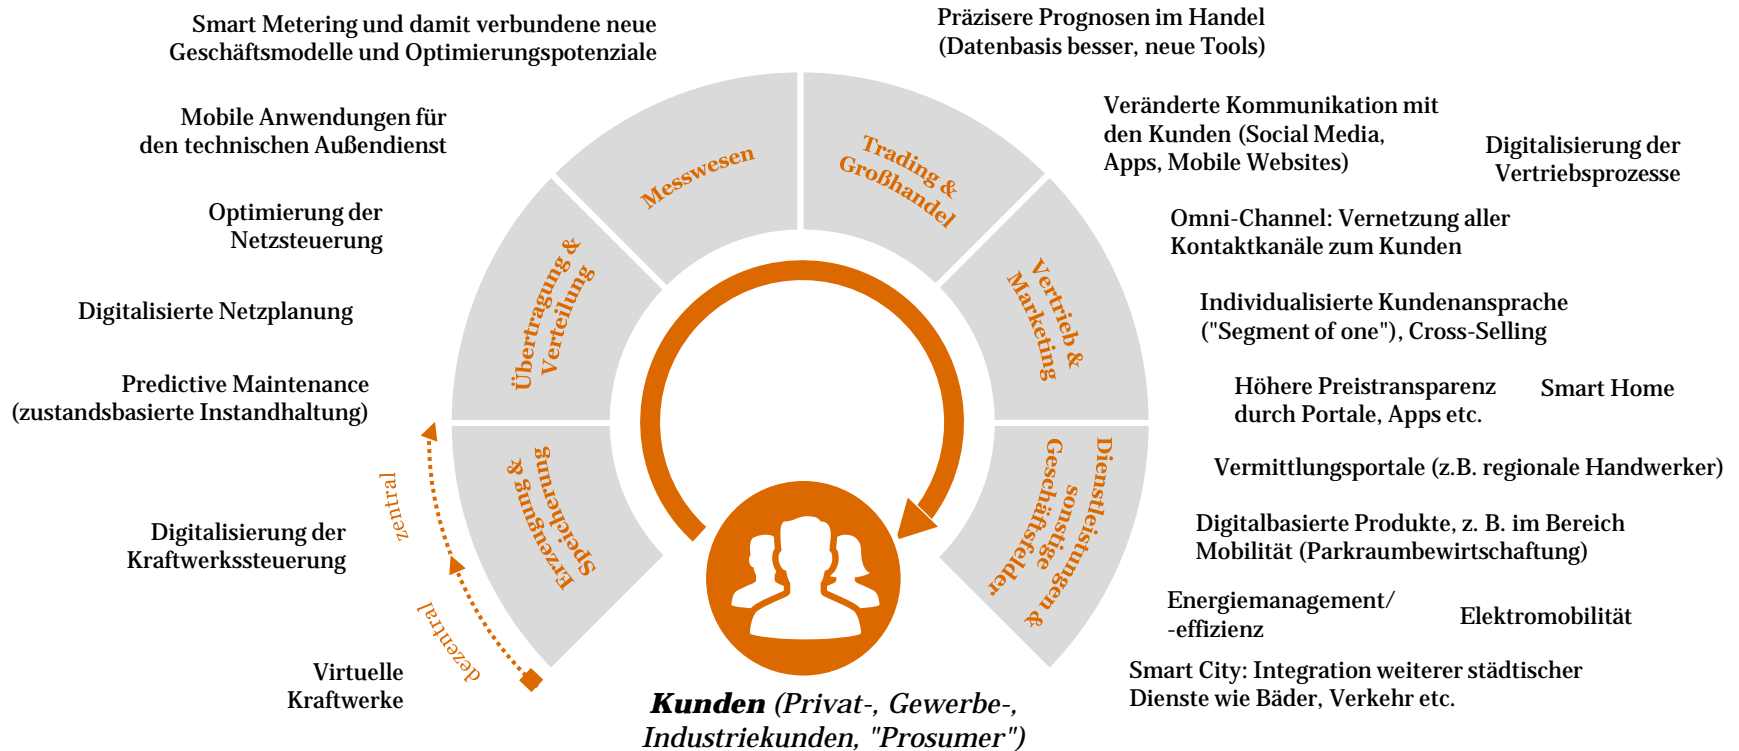 Smart Metering und damit verbundene neue
Geschäftsmodelle und Optimierungspotenziale
Präzisere Prognosen im Handel
(Datenbasis besser, neue Tools)
Mobile Anwendungen für
den technischen Außendienst
Veränderte Kommunikation mit
den Kunden (Social Media,
Apps, Mobile Websites)
Digitalisierung der
Vertriebsprozesse
Optimierung der
Netzsteuerung
Omni-Channel: Vernetzung aller
Kontaktkanäle zum Kunden
Digitalisierte Netzplanung
Individualisierte Kundenansprache
("Segment of one"), Cross-Selling
Predictive Maintenance
(zustandsbasierte Instandhaltung)
Höhere Preistransparenz
durch Portale, Apps etc.
Smart Home
Vermittlungsportale (z.B. regionale Handwerker)
Digitalisierung der
Kraftwerkssteuerung
Digitalbasierte Produkte, z. B. im Bereich
Mobilität (Parkraumbewirtschaftung)
Energiemanagement/
-effizienz
Elektromobilität
Virtuelle
Kraftwerke
Smart City: Integration weiterer städtischer
Dienste wie Bäder, Verkehr etc.
zentral
dezentral
Erzeugung &
Speicherung
Übertragung &
Verteilung
Messwesen
Trading &
Großhandel
Vertrieb &
Marketing
Dienstleistungen &
sonstige
Geschäftsfelder
Kunden (Privat-, Gewerbe-,
Industriekunden, "Prosumer")